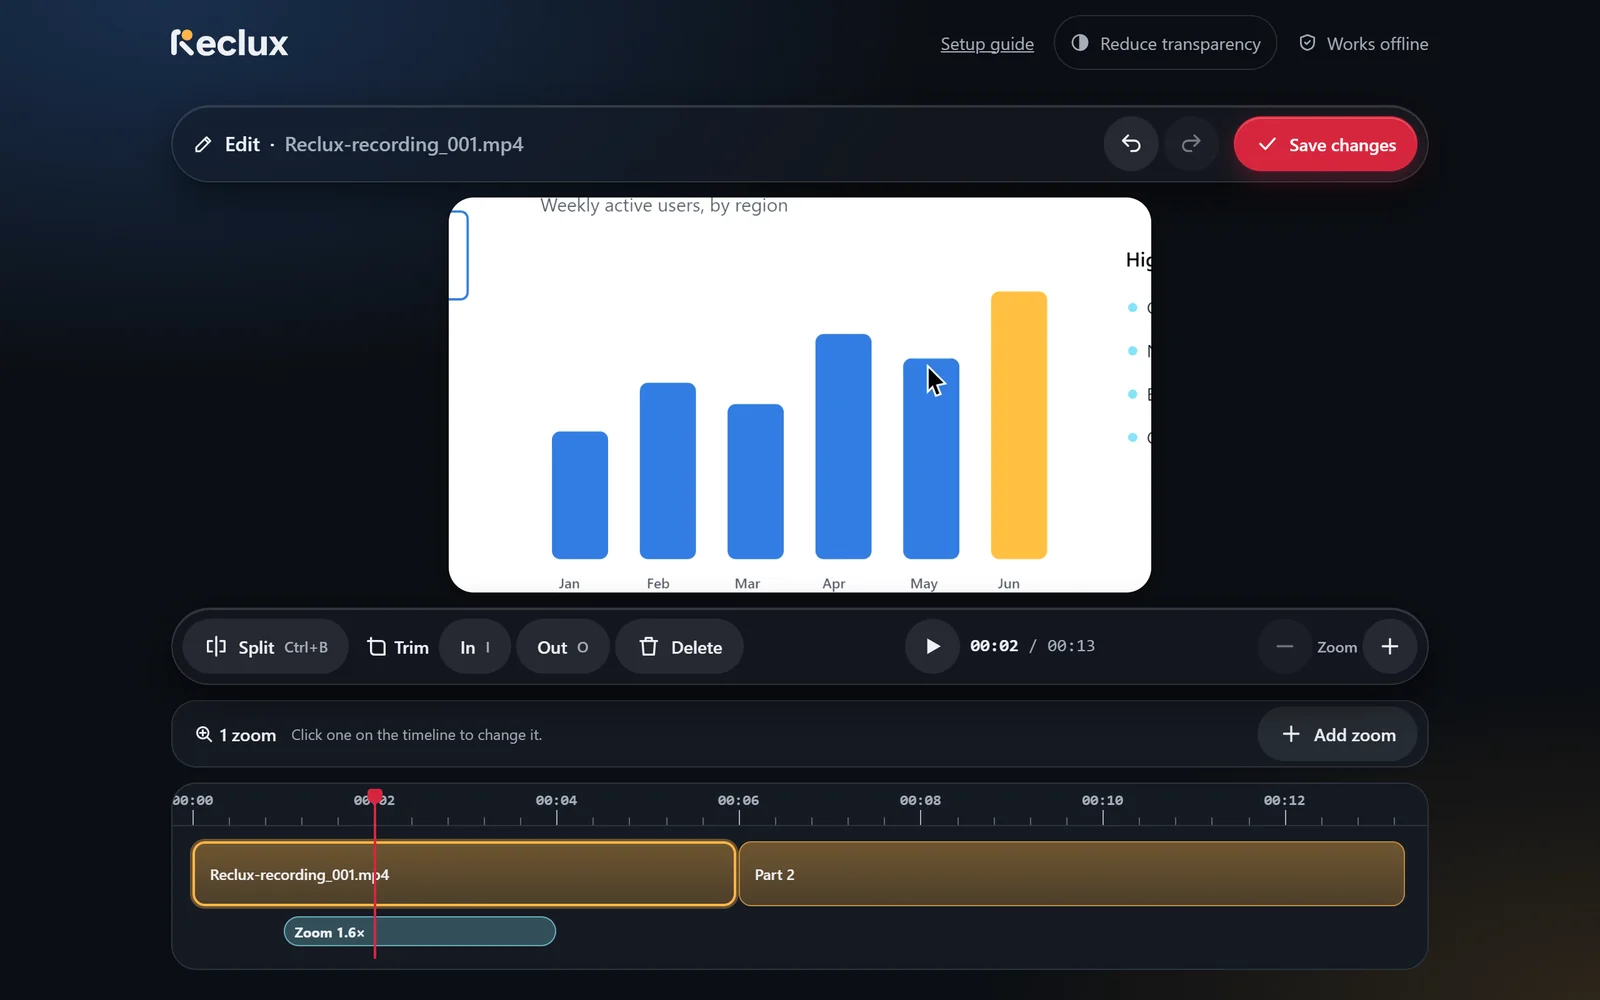 Reclux
Setup guide
Reduce transparency
Works offline
Edit · Reclux-recording_001.mp4
Save changes
Weekly active users, by region
Jan Feb Mar Apr May Jun
Split Ctrl+B
Trim
In I
Out O
Delete
00:02 / 00:13
Zoom
1 zoom Click one on the timeline to change it.
Add zoom
00:00 00:02 00:04 00:06 00:08 00:10 00:12
Reclux-recording_001.mp4
Part 2
Zoom 1.6×